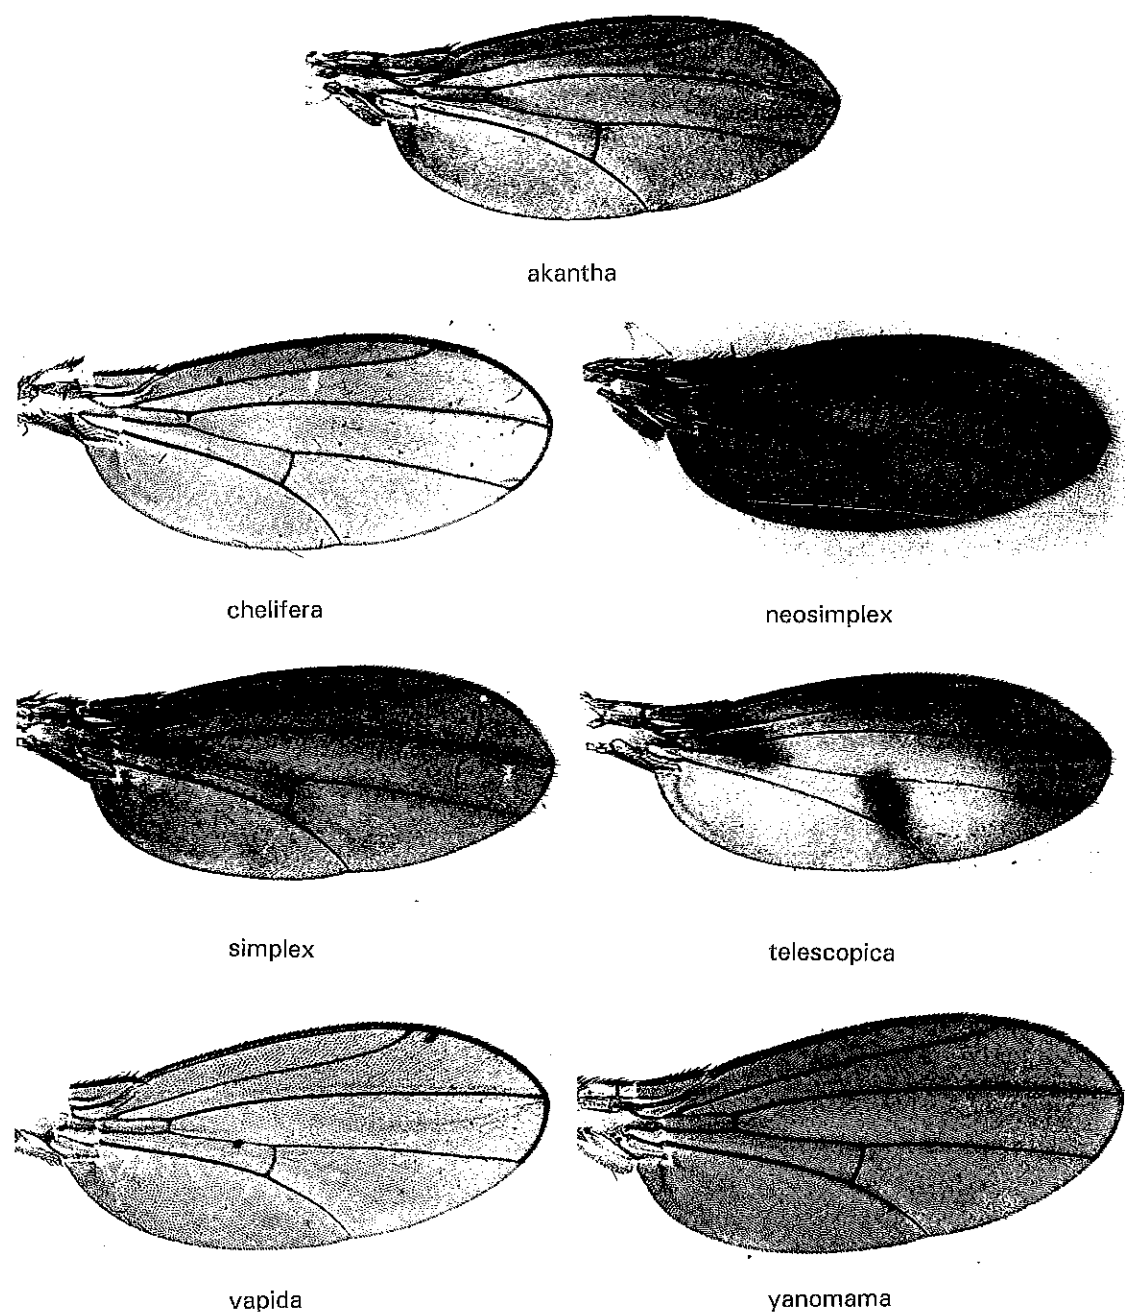 akantha
chelifera
neosimplex
simplex
telescopica
vapida
yanomama